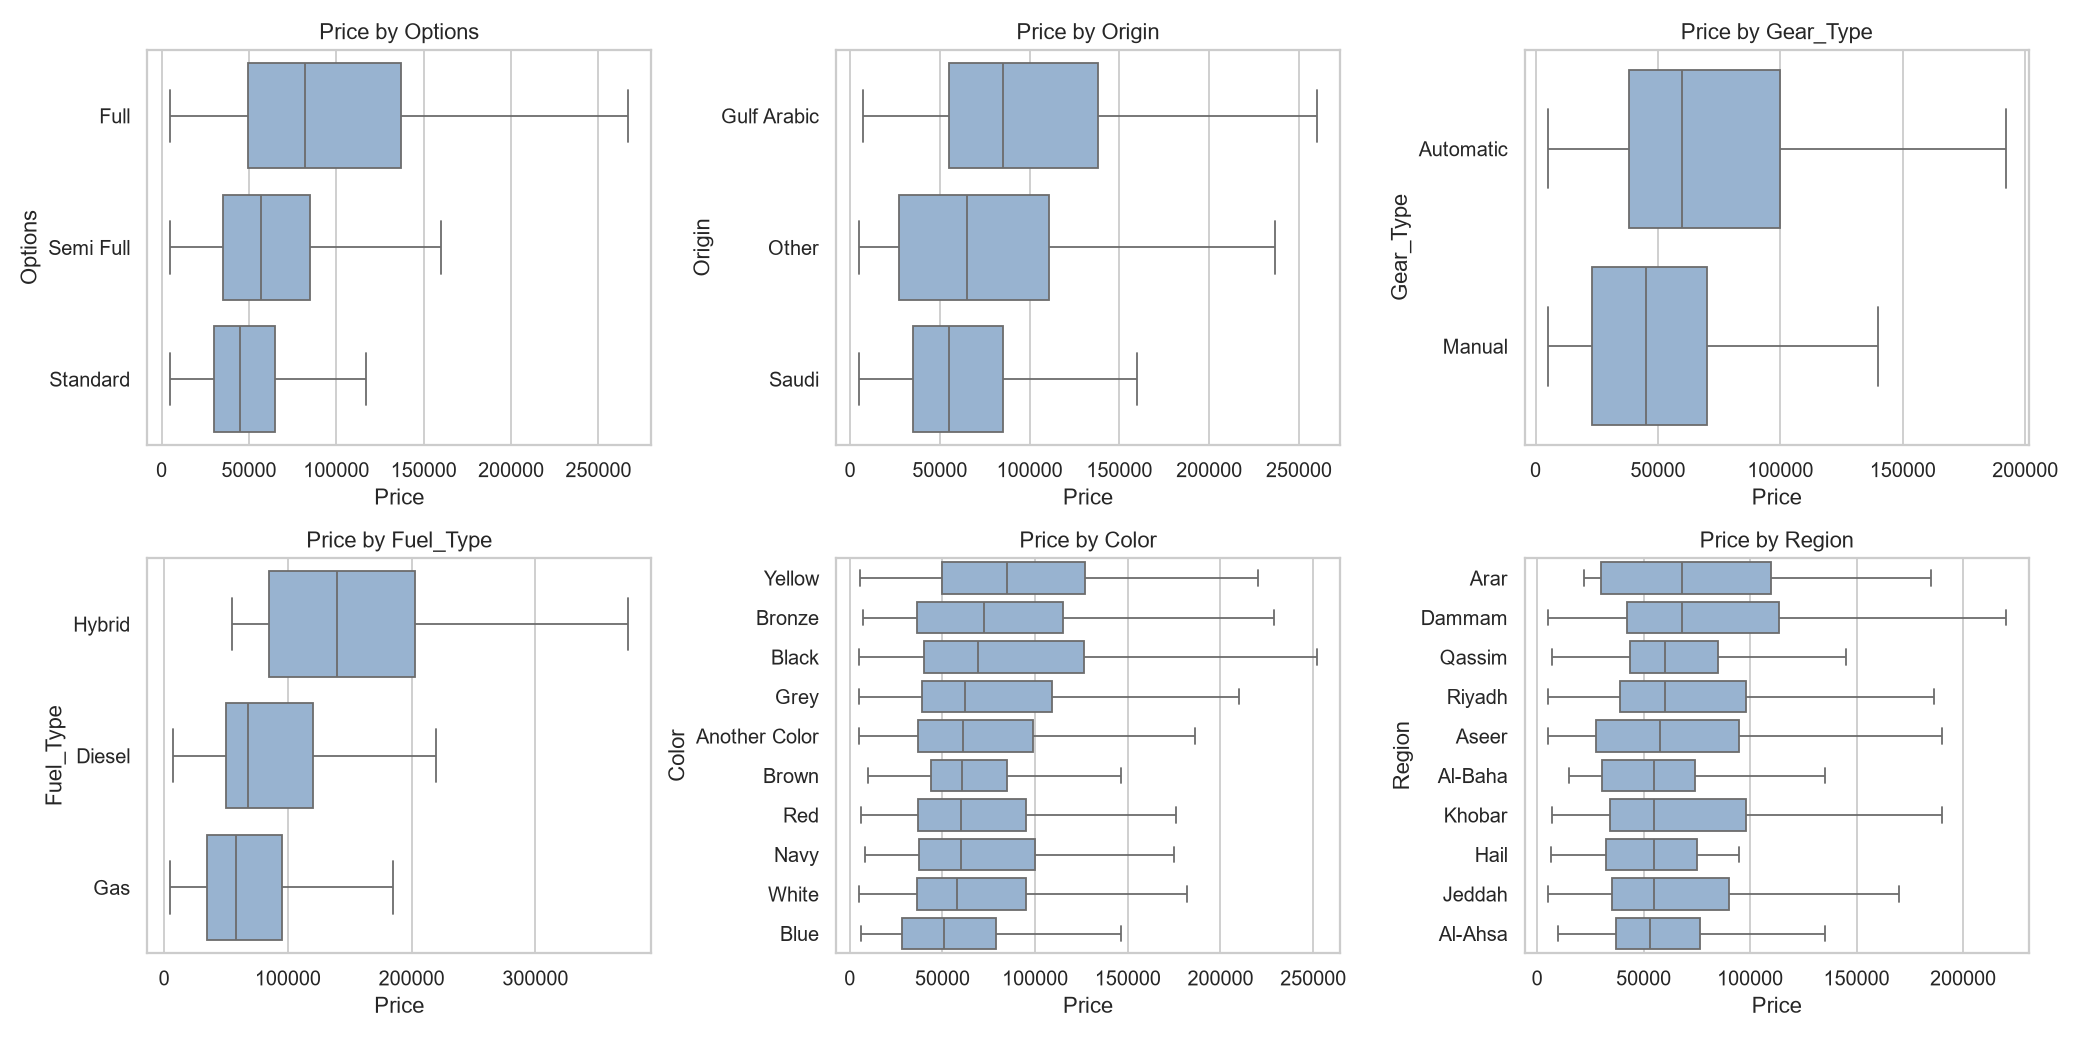 Price by Options
Options
Full
Semi Full
Standard
0 50000 100000 150000 200000 250000
Price
Price by Origin
Origin
Gulf Arabic
Other
Saudi
0 50000 100000 150000 200000 250000
Price
Price by Gear_Type
Gear_Type
Automatic
Manual
0 50000 100000 150000 200000
Price
Price by Fuel_Type
Fuel_Type
Hybrid
Diesel
Gas
0 100000 200000 300000
Price
Price by Color
Color
Yellow
Bronze
Black
Grey
Another Color
Brown
Red
Navy
White
Blue
0 50000 100000 150000 200000 250000
Price
Price by Region
Region
Arar
Dammam
Qassim
Riyadh
Aseer
Al-Baha
Khobar
Hail
Jeddah
Al-Ahsa
0 50000 100000 150000 200000
Price